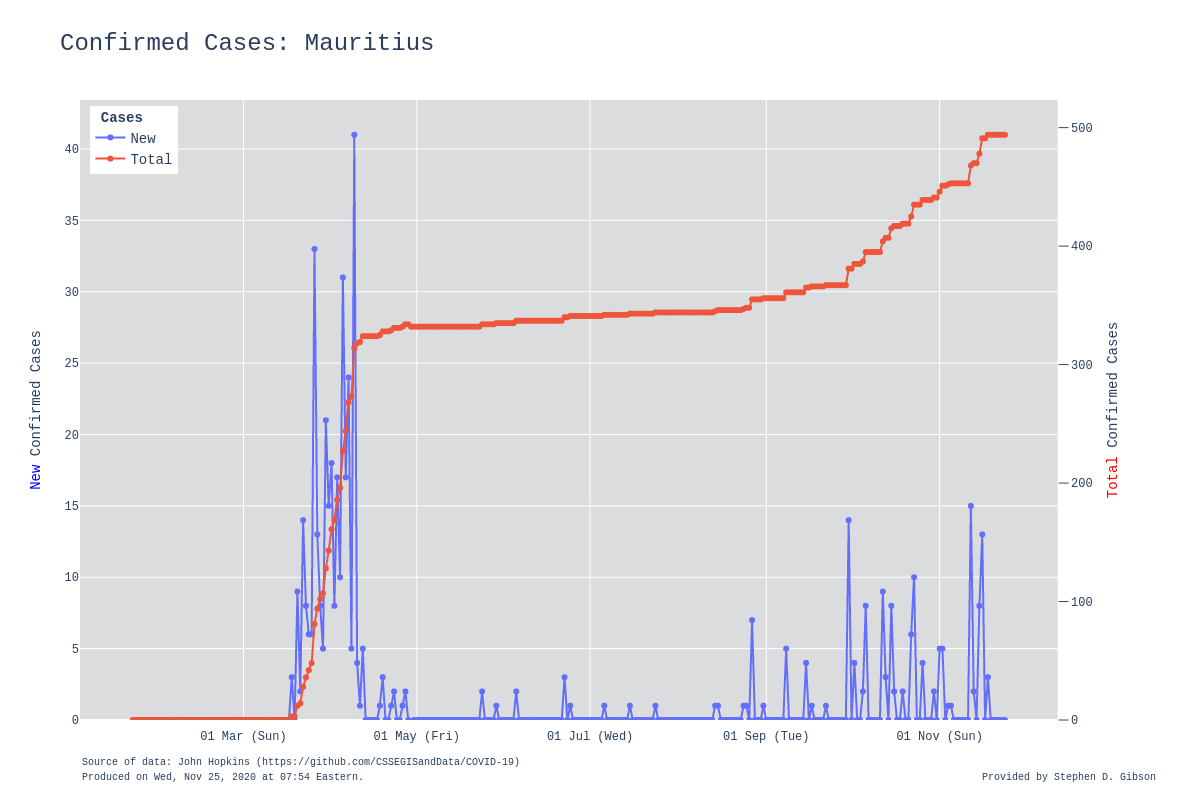 Confirmed Cases: Mauritius
Cases
New
Total
40
35
30
25
20
15
10
5
0
500
400
300
200
100
0
New Confirmed Cases
Total Confirmed Cases
01 Mar (Sun)
01 May (Fri)
01 Jul (Wed)
01 Sep (Tue)
01 Nov (Sun)
Source of data: John Hopkins (https://github.com/CSSEGISandData/COVID-19)
Produced on Wed, Nov 25, 2020 at 07:54 Eastern.
Provided by Stephen D. Gibson